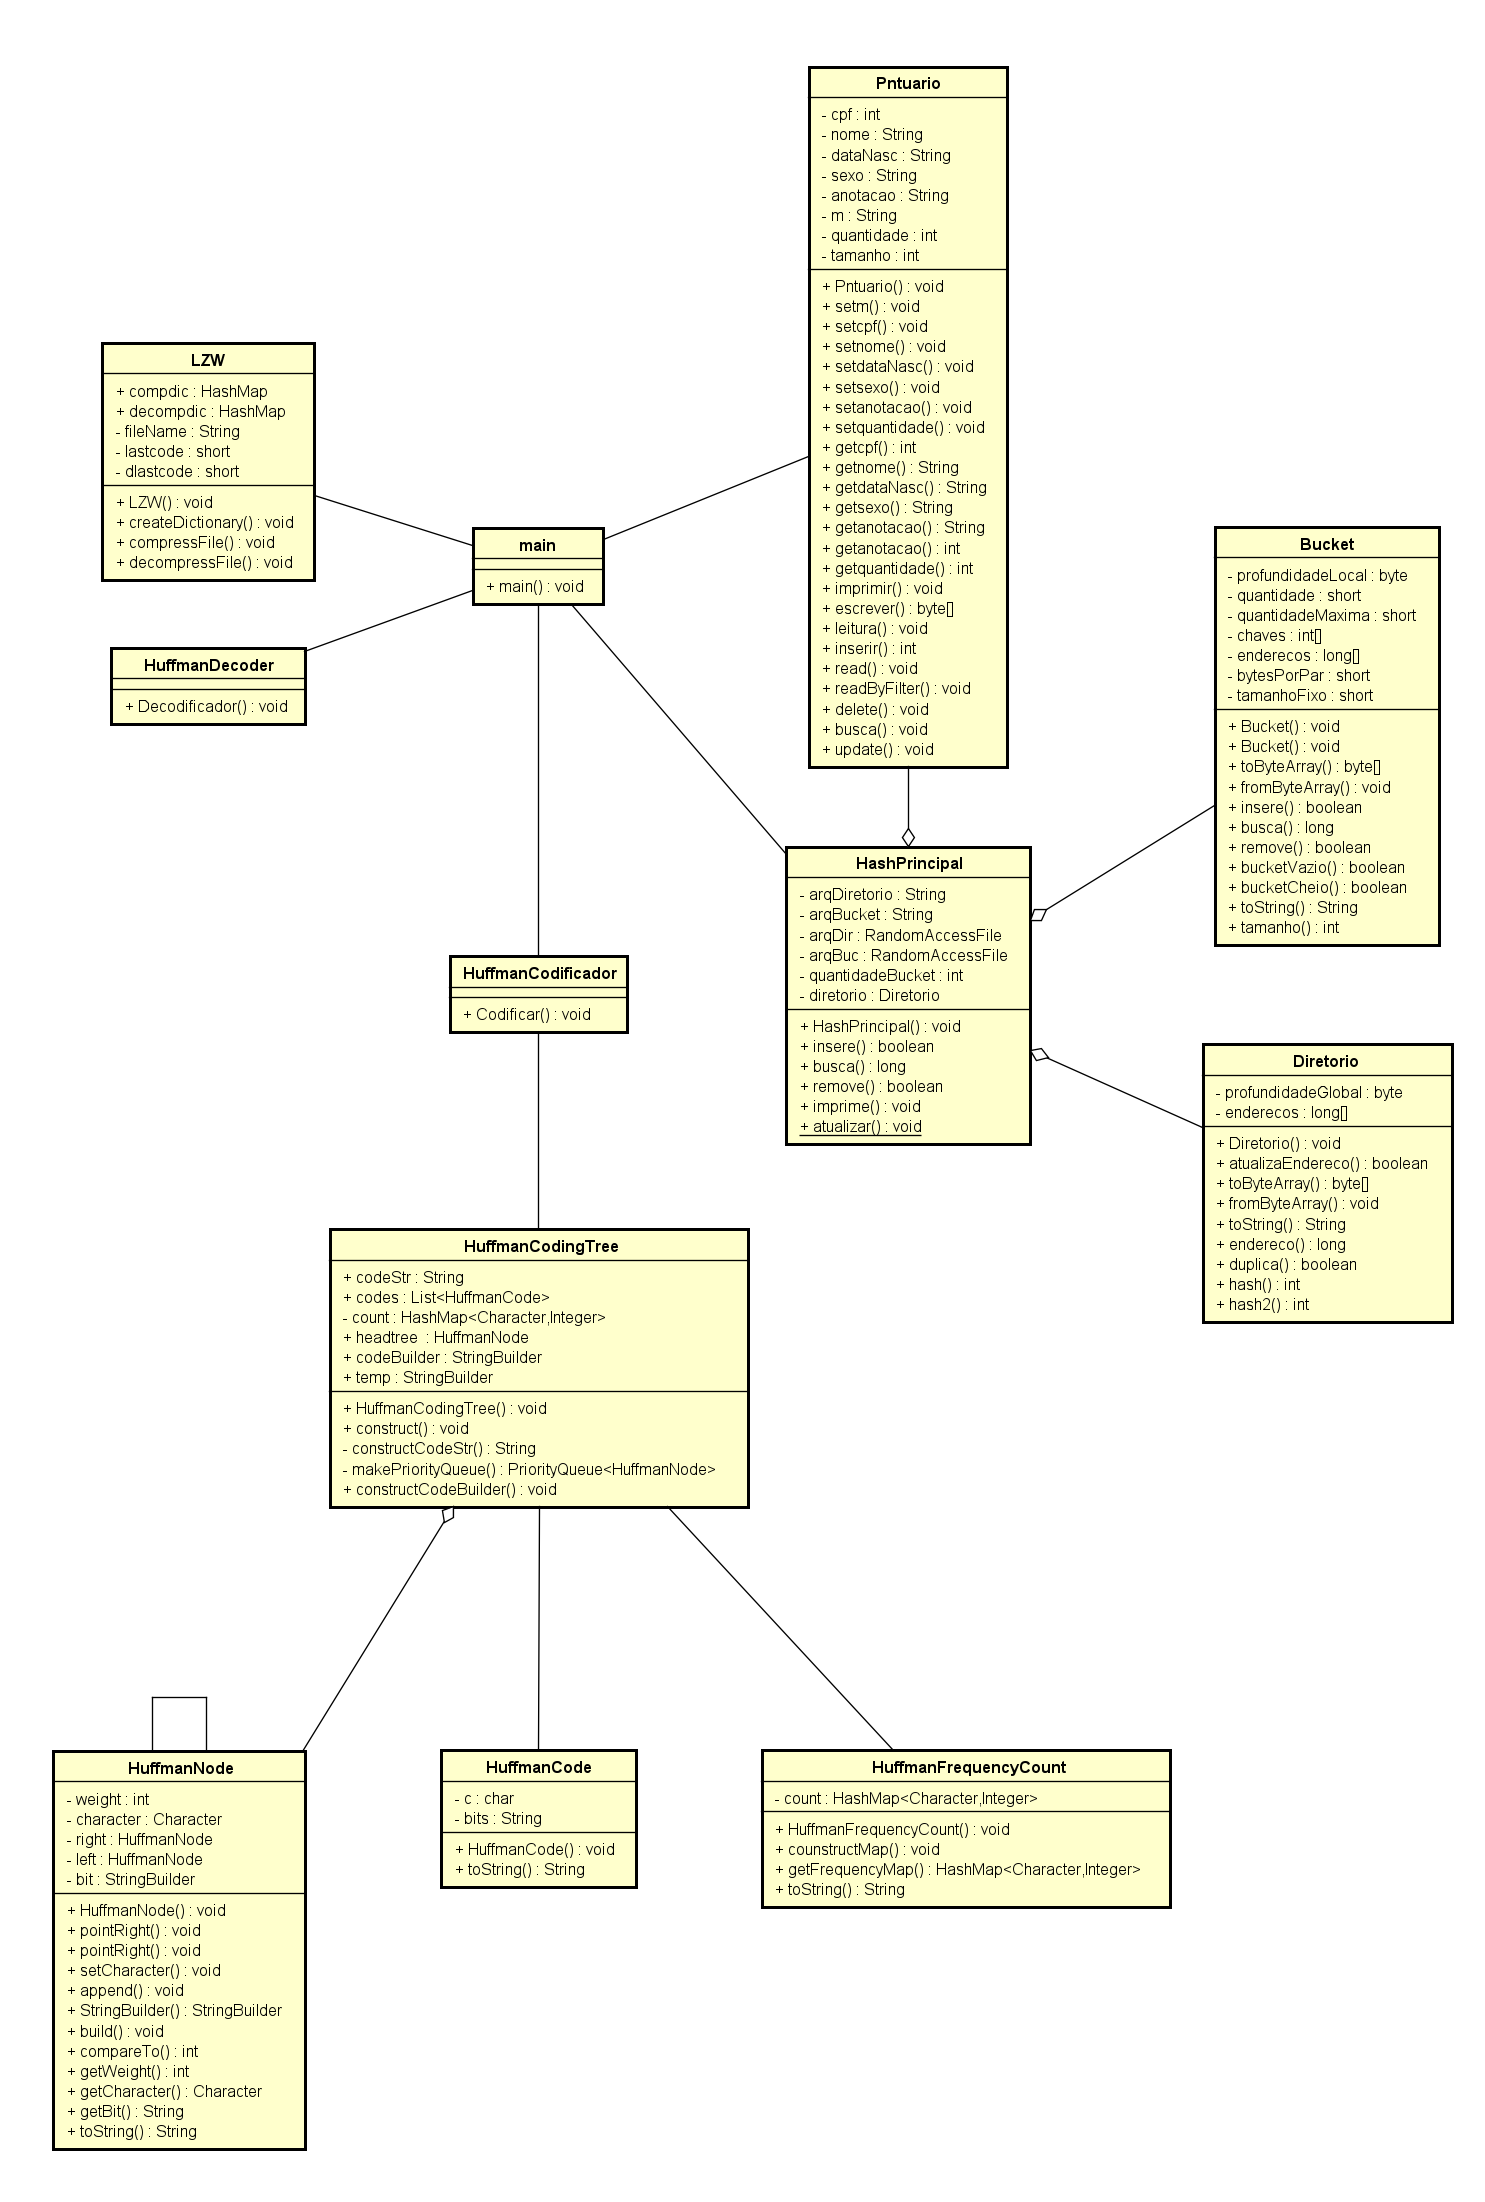 Pntuario
- cpf : int
- nome : String
- dataNasc : String
- sexo : String
- anotacao : String
- m : String
- quantidade : int
- tamanho : int
+ Pntuario() : void
+ setm() : void
+ setcpf() : void
+ setnome() : void
+ setdataNasc() : void
+ setsexo() : void
+ setanotacao() : void
+ setquantidade() : void
+ getcpf() : int
+ getnome() : String
+ getdataNasc() : String
+ getsexo() : String
+ getanotacao() : String
+ getanotacao() : int
+ getquantidade() : int
+ imprimir() : void
+ escrever() : byte[]
+ leitura() : void
+ inserir() : int
+ read() : void
+ readByFilter() : void
+ delete() : void
+ busca() : void
+ update() : void
LZW
+ compdic : HashMap
+ decompdic : HashMap
- fileName : String
- lastcode : short
- dlastcode : short
+ LZW() : void
+ createDictionary() : void
+ compressFile() : void
+ decompressFile() : void
main
+ main() : void
HuffmanDecoder
+ Decodificador() : void
Bucket
- profundidadeLocal : byte
- quantidade : short
- quantidadeMaxima : short
- chaves : int[]
- enderecos : long[]
- bytesPorPar : short
- tamanhoFixo : short
+ Bucket() : void
+ Bucket() : void
+ toByteArray() : byte[]
+ fromByteArray() : void
+ insere() : boolean
+ busca() : long
+ remove() : boolean
+ bucketVazio() : boolean
+ bucketCheio() : boolean
+ toString() : String
+ tamanho() : int
HashPrincipal
- arqDiretorio : String
- arqBucket : String
- arqDir : RandomAccessFile
- arqBuc : RandomAccessFile
- quantidadeBucket : int
- diretorio : Diretorio
+ HashPrincipal() : void
+ insere() : boolean
+ busca() : long
+ remove() : boolean
+ imprime() : void
+ atualizar() : void
HuffmanCodificador
+ Codificar() : void
Diretorio
- profundidadeGlobal : byte
- enderecos : long[]
+ Diretorio() : void
+ atualizaEndereco() : boolean
+ toByteArray() : byte[]
+ fromByteArray() : void
+ toString() : String
+ endereco() : long
+ duplica() : boolean
+ hash() : int
+ hash2() : int
HuffmanCodingTree
+ codeStr : String
+ codes : List<HuffmanCode>
- count : HashMap<Character,Integer>
+ headtree  : HuffmanNode
+ codeBuilder : StringBuilder
+ temp : StringBuilder
+ HuffmanCodingTree() : void
+ construct() : void
- constructCodeStr() : String
- makePriorityQueue() : PriorityQueue<HuffmanNode>
+ constructCodeBuilder() : void
HuffmanNode
- weight : int
- character : Character
- right : HuffmanNode
- left : HuffmanNode
- bit : StringBuilder
+ HuffmanNode() : void
+ pointRight() : void
+ pointRight() : void
+ setCharacter() : void
+ append() : void
+ StringBuilder() : StringBuilder
+ build() : void
+ compareTo() : int
+ getWeight() : int
+ getCharacter() : Character
+ getBit() : String
+ toString() : String
HuffmanCode
- c : char
- bits : String
+ HuffmanCode() : void
+ toString() : String
HuffmanFrequencyCount
- count : HashMap<Character,Integer>
+ HuffmanFrequencyCount() : void
+ counstructMap() : void
+ getFrequencyMap() : HashMap<Character,Integer>
+ toString() : String